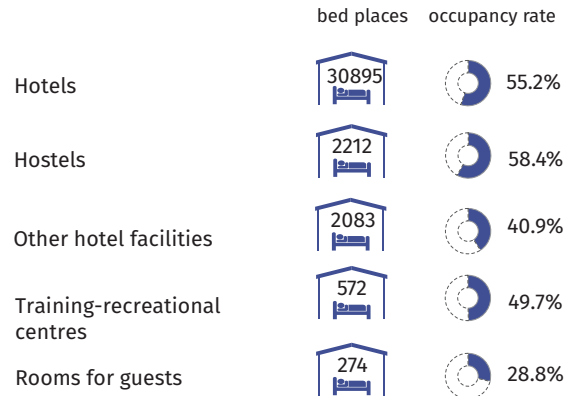 bed places occupancy rate
Hotels 30895 55.2%
Hostels 2212 58.4%
Other hotel facilities 2083 40.9%
Training-recreational
centres 572 49.7%
Rooms for guests 274 28.8%